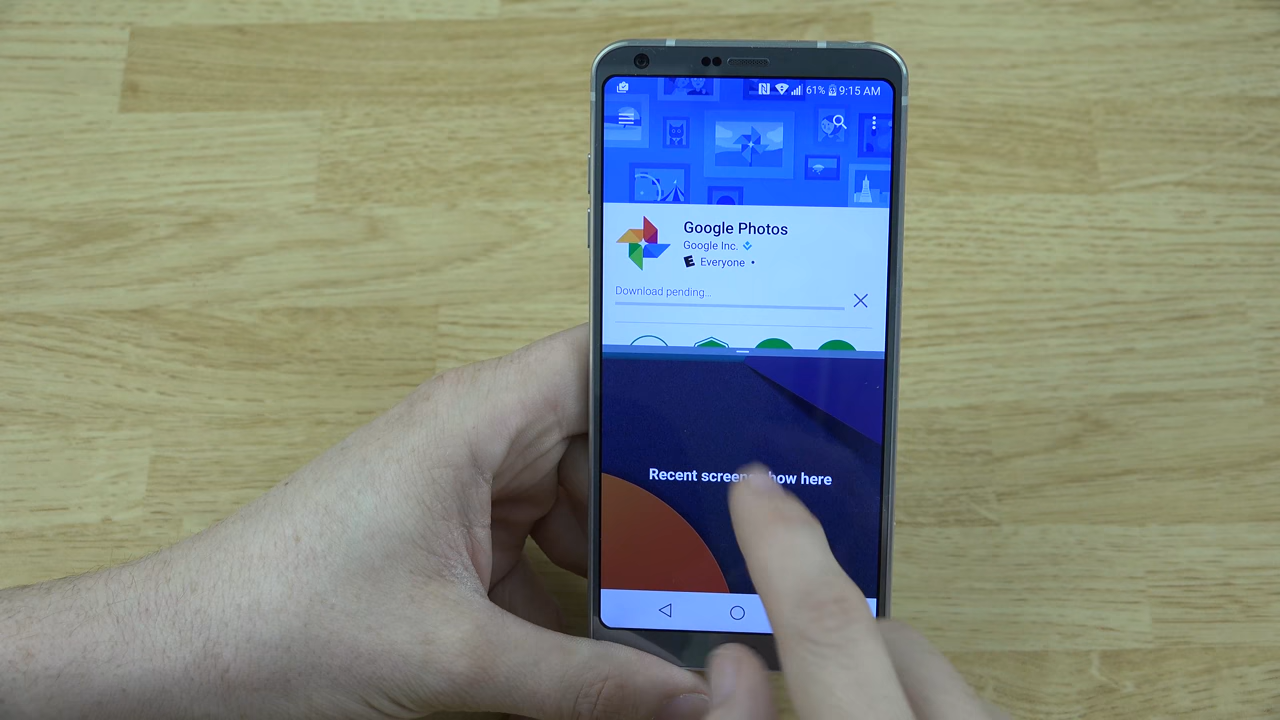 61% 9:15 AM
Google Photos
Google Inc.
Everyone •
Download pending...
Recent screens show here